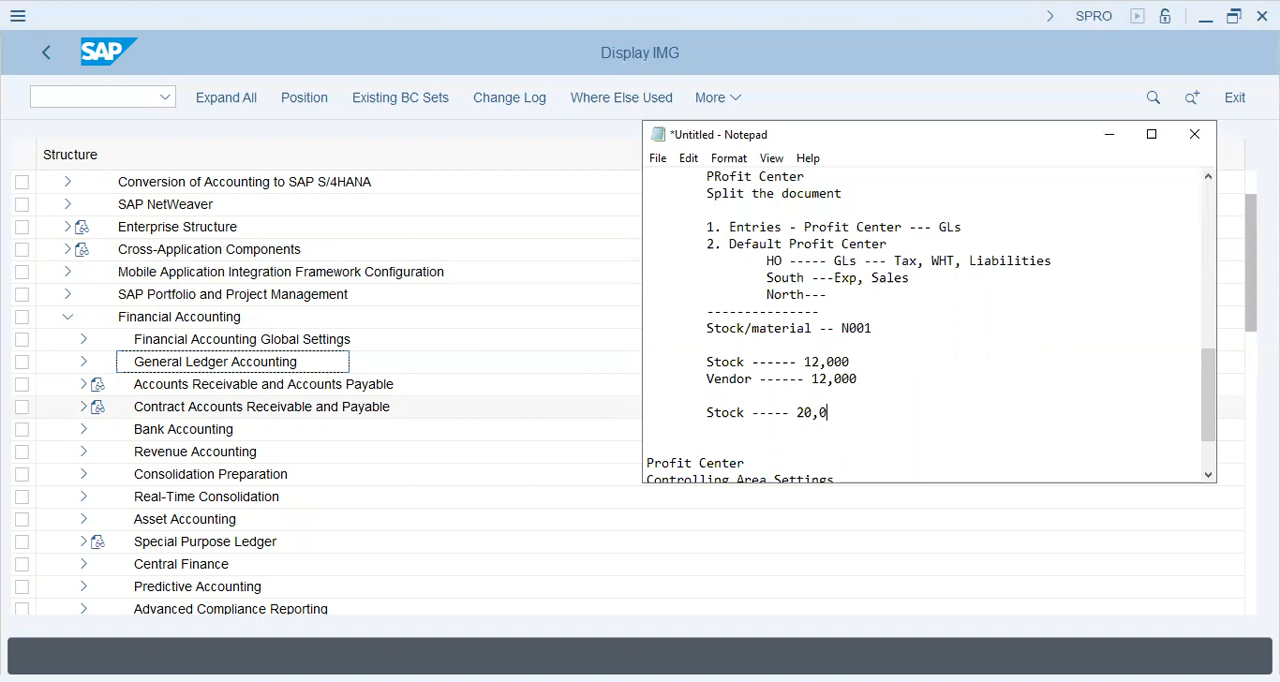 SPRO
SAP
Display IMG
Expand All
Position
Existing BC Sets
Change Log
Where Else Used
More
Exit
Structure
Conversion of Accounting to SAP S/4HANA
SAP NetWeaver
Enterprise Structure
Cross-Application Components
Mobile Application Integration Framework Configuration
SAP Portfolio and Project Management
Financial Accounting
Financial Accounting Global Settings
General Ledger Accounting
Accounts Receivable and Accounts Payable
Contract Accounts Receivable and Payable
Bank Accounting
Revenue Accounting
Consolidation Preparation
Real-Time Consolidation
Asset Accounting
Special Purpose Ledger
Central Finance
Predictive Accounting
Advanced Compliance Reporting
*Untitled - Notepad
File Edit Format View Help
PRofit Center
Split the document
1. Entries - Profit Center --- GLs
2. Default Profit Center
HO ----- GLs --- Tax, WHT, Liabilities
South ---Exp, Sales
North---
---------------
Stock/material -- N001
Stock ------ 12,000
Vendor ------ 12,000
Stock ----- 20,0
Profit Center
Controlling Area Settings